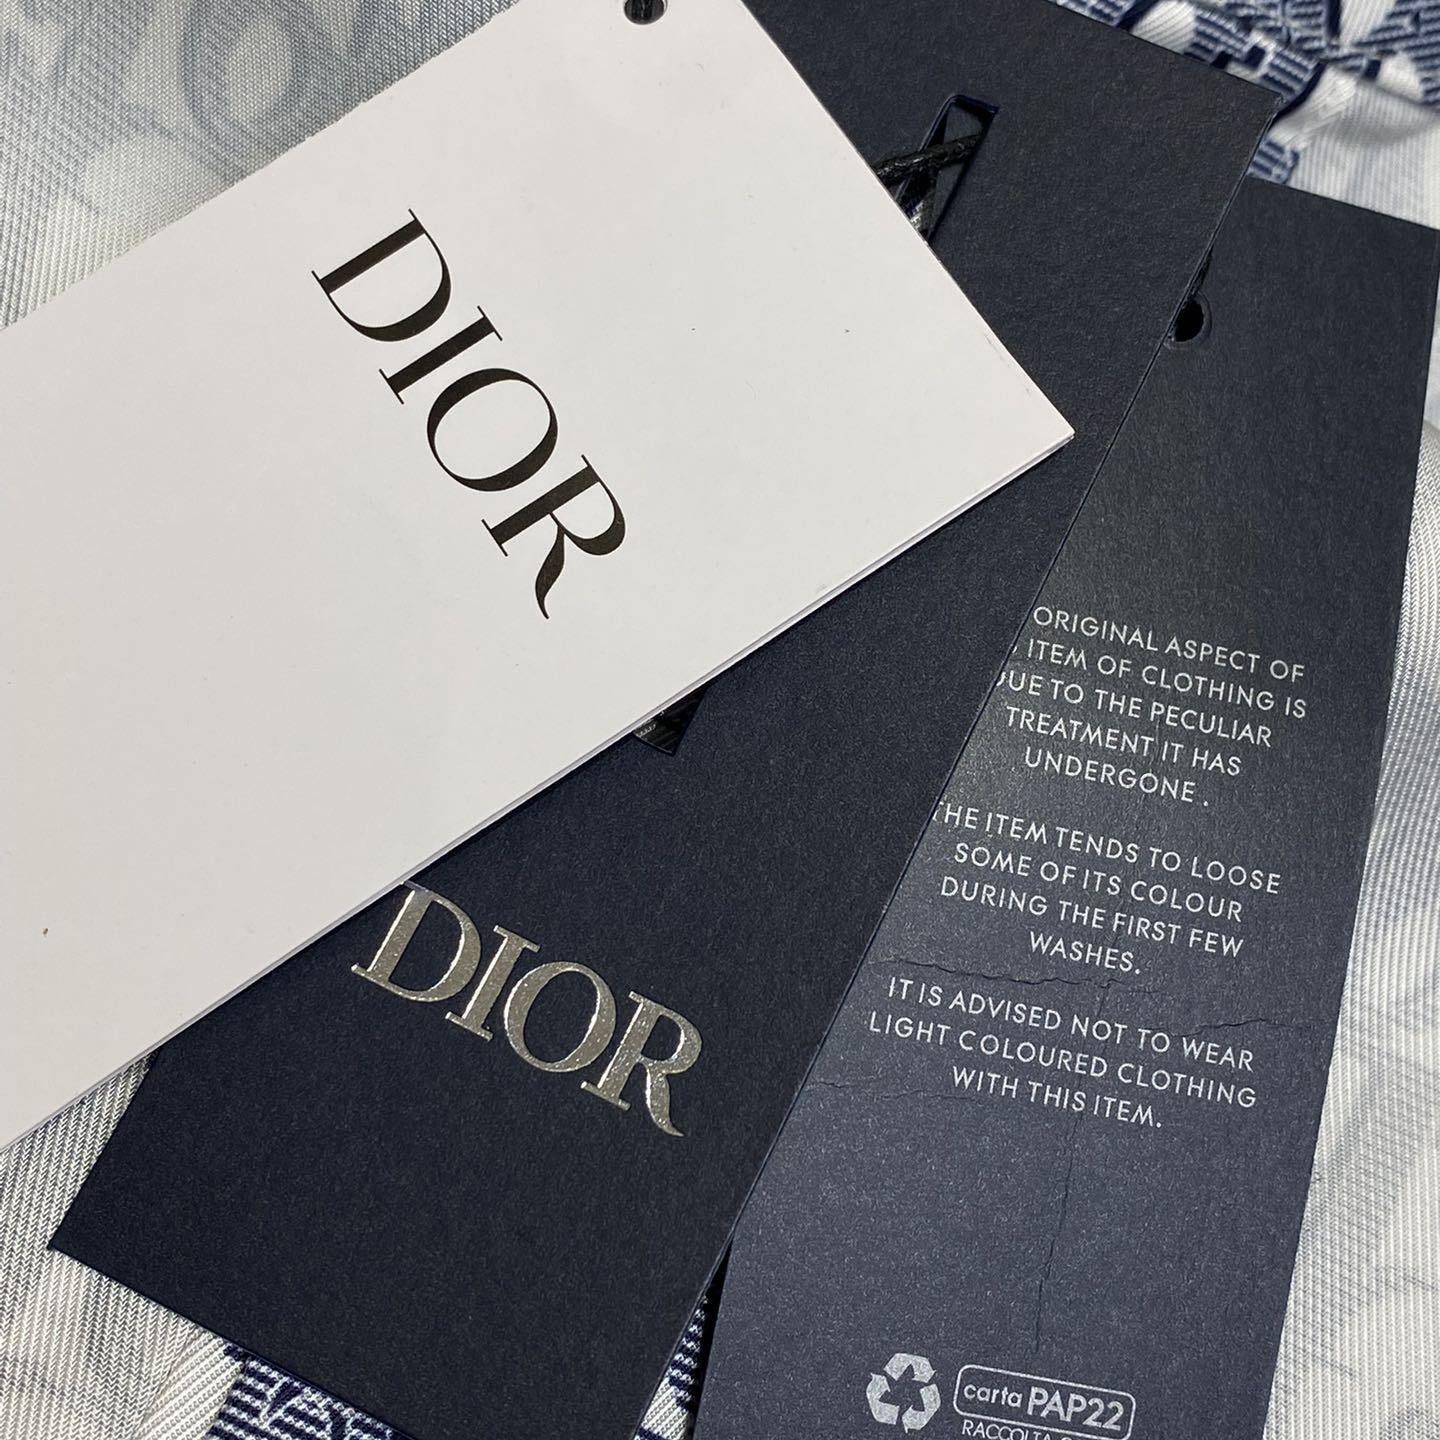 DIOR
DIOR
ORIGINAL ASPECT OF
ITEM OF CLOTHING IS
TO THE PECULIAR
TREATMENT IT HAS
UNDERGONE .
THE ITEM TENDS TO LOOSE
SOME OF ITS COLOUR
DURING THE FIRST FEW
WASHES.
IT IS ADVISED NOT TO WEAR
LIGHT COLOURED CLOTHING
WITH THIS ITEM.
carta PAP22
RACCOLTA